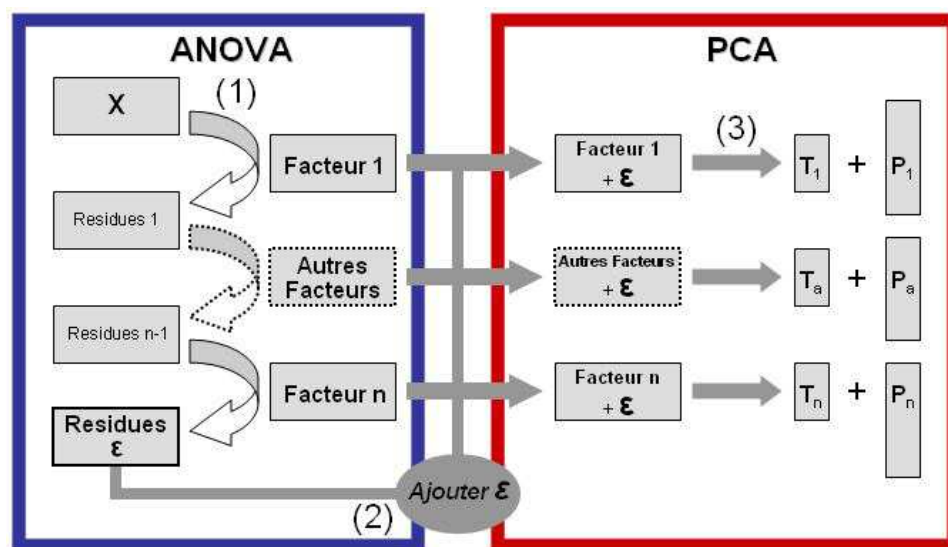 ANOVA
PCA
X
(1)
Facteur 1
Residues 1
Autres
Facteurs
Residues n-1
Facteur n
Residues
ε
(2)
Ajouter ε
Facteur 1
+ ε
(3)
T1 + P1
Autres Facteurs
+ ε
Ta + Pa
Facteur n
+ ε
Tn + Pn